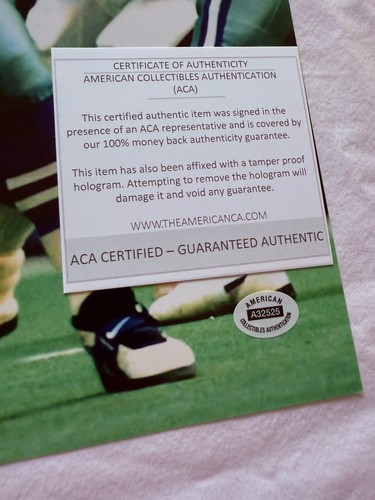 CERTIFICATE OF AUTHENTICITY
AMERICAN COLLECTIBLES AUTHENTICATION
(ACA)
This certified authentic item was signed in the
presence of an ACA representative and is covered by
our 100% money back authenticity guarantee.
This item has also been affixed with a tamper proof
hologram. Attempting to remove the hologram will
damage it and void any guarantee.
WWW.THEAMERICANCA.COM
ACA CERTIFIED – GUARANTEED AUTHENTIC
AMERICAN
A32525
COLLECTIBLES AUTHENTICATION